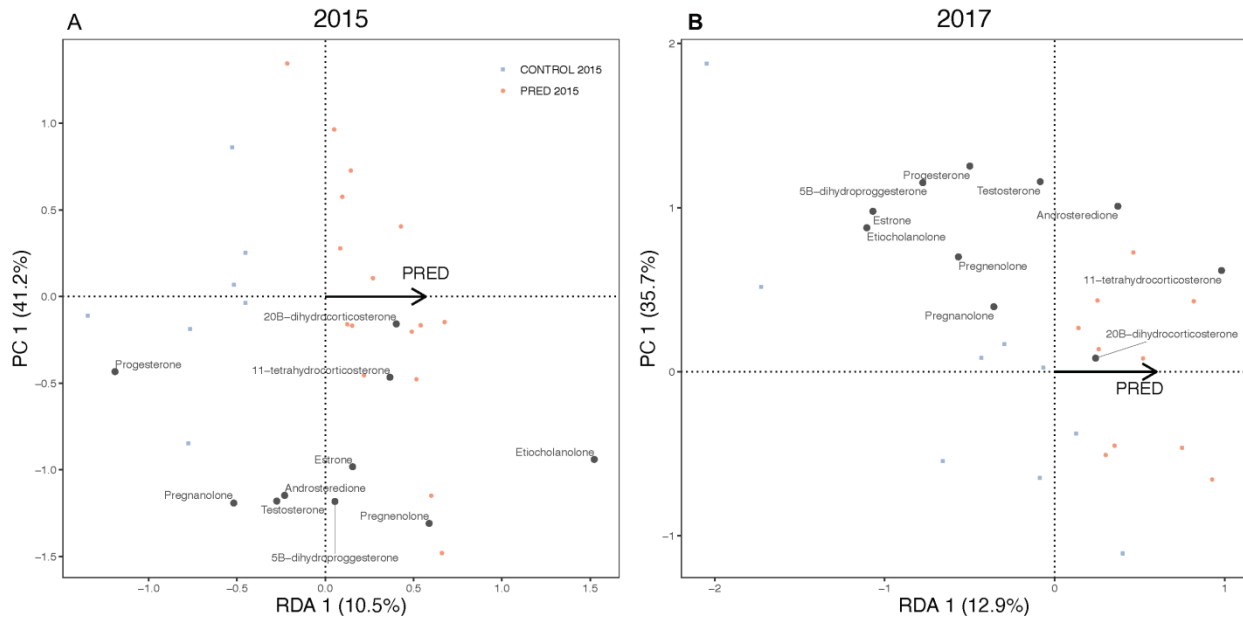 A
2015
CONTROL 2015
PRED 2015
1.0
0.5
0.0
−0.5
−1.0
−1.5
PC 1 (41.2%)
PRED
20B−dihydrocorticosterone
Progesterone
11−tetrahydrocorticosterone
Etiocholanolone
Estrone
Androsteredione
Pregnanolone
Testosterone
Pregnenolone
5B−dihydroproggesterone
−1.0
−0.5
0.0
0.5
1.0
1.5
RDA 1 (10.5%)
B
2017
2
1
0
−1
PC 1 (35.7%)
Progesterone
5B−dihydroproggesterone
Testosterone
Androsteredione
Estrone
Etiocholanolone
Pregnenolone
11−tetrahydrocorticosterone
Pregnanolone
20B−dihydrocorticosterone
PRED
−2
−1
0
1
RDA 1 (12.9%)